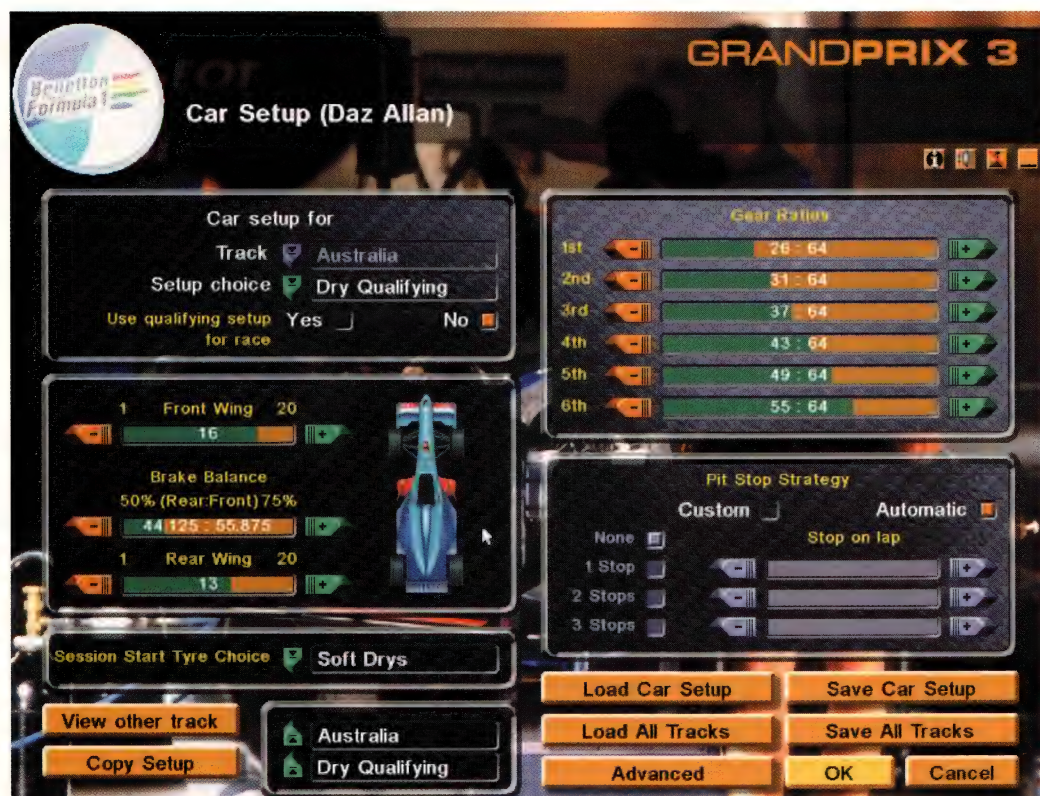 GRANDPRIX 3
Benetton
Formula 1
Car Setup (Daz Allan)
Car setup for
Track Australia
Setup choice Dry Qualifying
Use qualifying setup for race Yes No
1 Front Wing 20
16
Brake Balance
50% (Rear:Front) 75%
44.125 : 55.875
1 Rear Wing 20
13
Session Start Tyre Choice Soft Drys
View other track
Copy Setup
Australia
Dry Qualifying
Gear Ratios
1st 26 : 64
2nd 31 : 64
3rd 37 : 64
4th 43 : 64
5th 49 : 64
6th 55 : 64
Pit Stop Strategy
Custom Automatic
None Stop on lap
1 Stop
2 Stops
3 Stops
Load Car Setup Save Car Setup
Load All Tracks Save All Tracks
Advanced OK Cancel